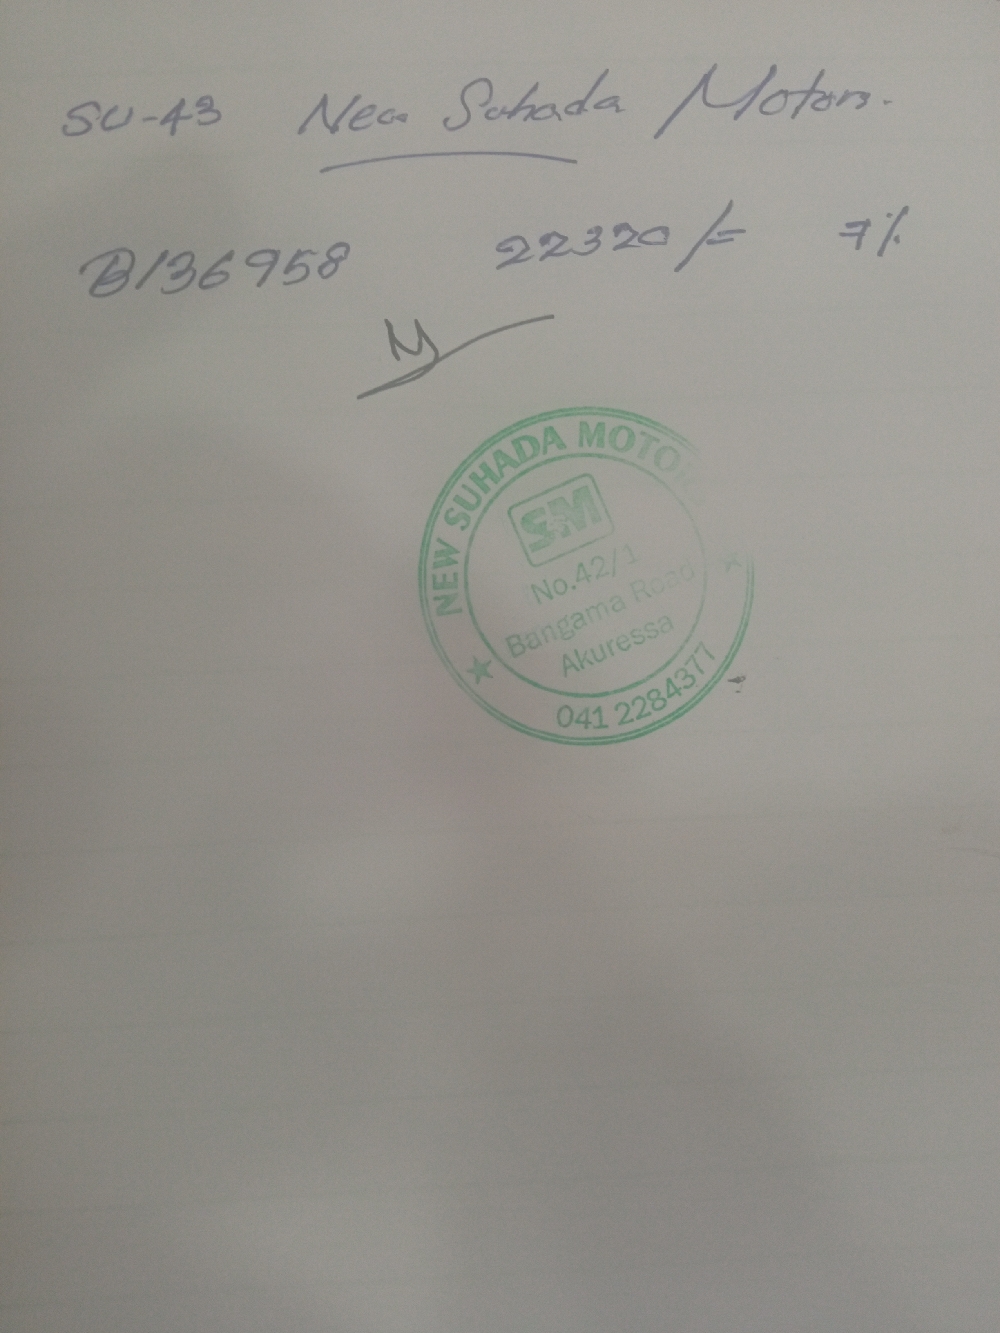 SU-43 New Suhada Motors.
B136958 22320/= 7%
NEW SUHADA MOTORS
SM
No.42/1
Bangama Road
Akuressa
041 2284377